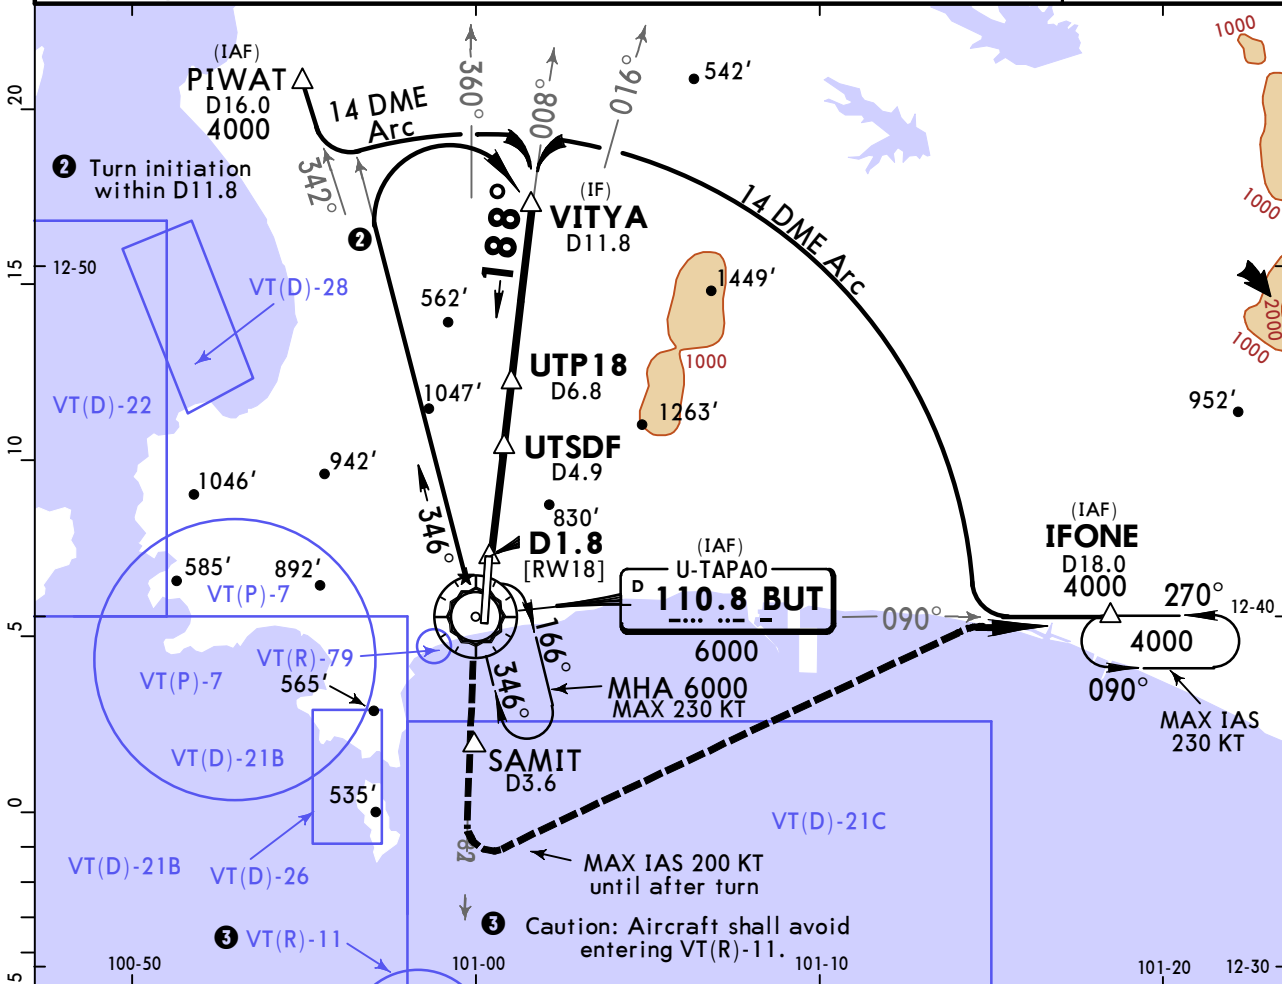 (IAF)
PIWAT
D16.0
4000
14 DME
Arc
360°
008°
016°
542'
1000
20
2 Turn initiation
within D11.8
342°
2
188°
(IF)
VITYA
D11.8
14 DME Arc
1000
15
12-50
VT(D)-28
562'
1449'
1000
2000
1000
UTP18
D6.8
1047'
VT(D)-22
1263'
952'
10
UTSDF
D4.9
942'
1046'
346°
830'
D1.8
[RW18]
(IAF)
U-TAPAO
D 110.8 BUT
6000
(IAF)
IFONE
D18.0
4000
270°
12-40
585'
892'
VT(P)-7
5
090°
4000
090°
166°
346°
VT(R)-79
VT(P)-7
565'
MHA 6000
MAX 230 KT
MAX IAS
230 KT
VT(D)-21B
SAMIT
D3.6
0
535'
VT(D)-21C
VT(D)-21B
VT(D)-26
MAX IAS 200 KT
until after turn
3 VT(R)-11
3 Caution: Aircraft shall avoid
entering VT(R)-11.
5
100-50
101-00
101-10
101-20
12-30